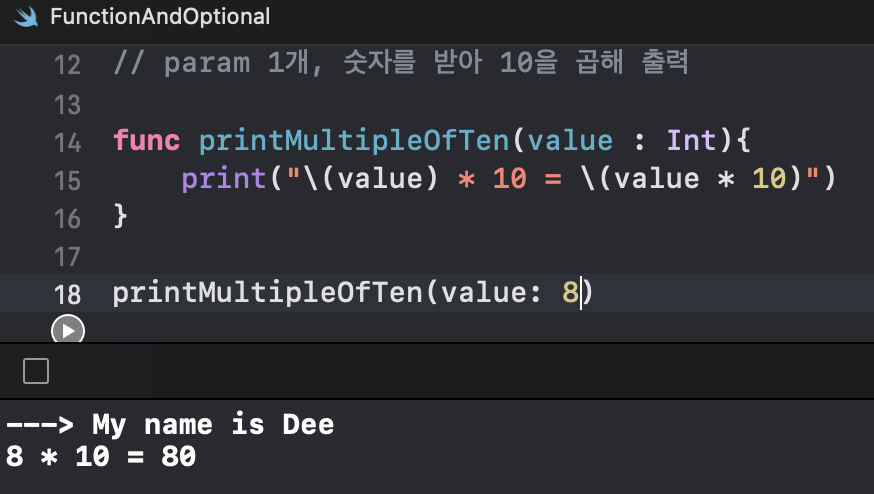 FunctionAndOptional
12 // param 1개, 숫자를 받아 10을 곱해 출력
13
14 func printMultipleOfTen(value : Int){
15     print("\(value) * 10 = \(value * 10)")
16 }
17
18 printMultipleOfTen(value: 8)
---> My name is Dee
8 * 10 = 80